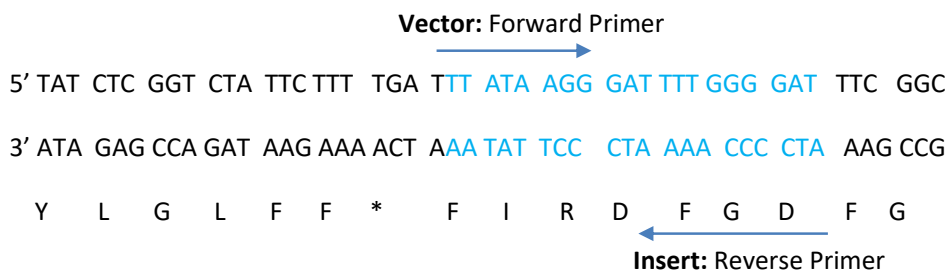 Vector: Forward Primer
5’ TAT CTC GGT CTA TTC TTT TGA TTT ATA AGG GAT TTT GGG GAT TTC GGC
3’ ATA GAG CCA GAT AAG AAA ACTA AA TAT TCC CTA AAA CCC CTA AAG CCG
Y L G L F F * F I R D F G D F G
Insert: Reverse Primer